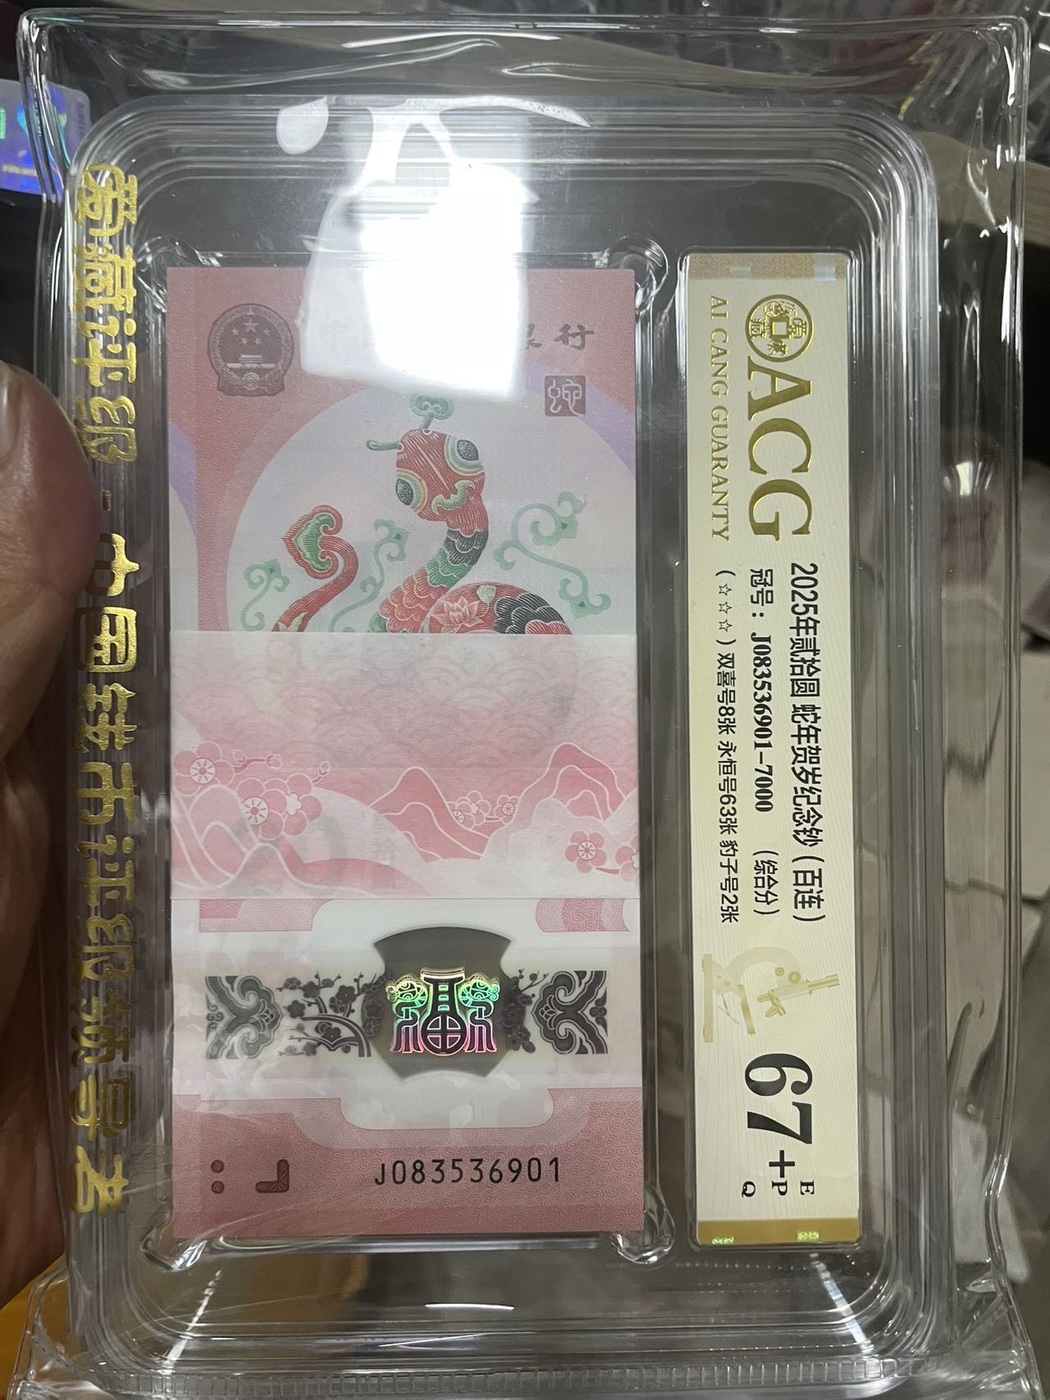 爱藏评级 - 中国钱币评级领导者
银行
J083536901
ACG
AI CANG GUARANTY
2025年贰拾圆 蛇年贺岁纪念钞（百连）
冠号：J083536901-7000 （综合分）
（☆☆☆）双喜号8张 永恒号63张 豹子号2张
67+
E
P
Q